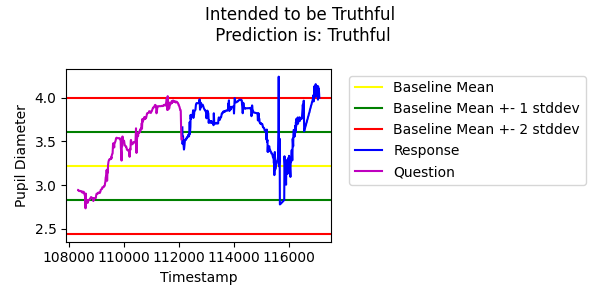 Intended to be Truthful
Prediction is: Truthful
Pupil Diameter
4.0
3.5
3.0
2.5
108000 110000 112000 114000 116000
Timestamp
Baseline Mean
Baseline Mean +- 1 stddev
Baseline Mean +- 2 stddev
Response
Question